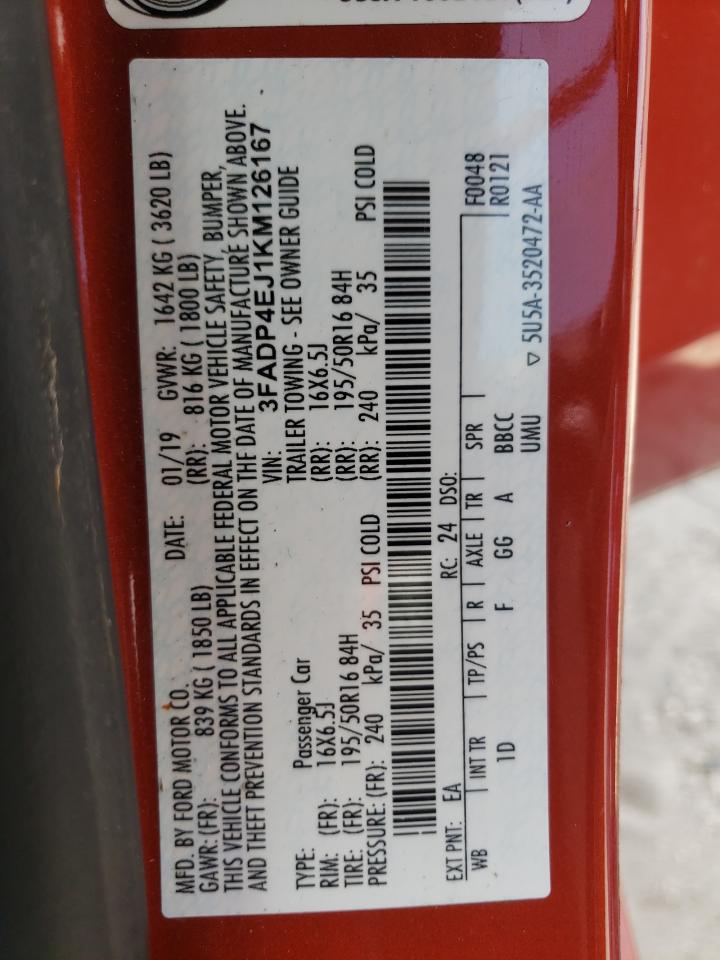 MFD. BY FORD MOTOR CO. DATE: 01/19 GVWR: 1642 KG ( 3620 LB)
GAWR: (FR): 839 KG ( 1850 LB) (RR): 816 KG ( 1800 LB)
THIS VEHICLE CONFORMS TO ALL APPLICABLE FEDERAL MOTOR VEHICLE SAFETY, BUMPER,
AND THEFT PREVENTION STANDARDS IN EFFECT ON THE DATE OF MANUFACTURE SHOWN ABOVE.
VIN: 3FADP4EJ1KM126167
TYPE: Passenger Car TRAILER TOWING - SEE OWNER GUIDE
RIM: (FR): 16X6.5J (RR): 16X6.5J
TIRE: (FR): 195/50R16 84H (RR): 195/50R16 84H
PRESSURE: (FR): 240 kPa/ 35 PSI COLD (RR): 240 kPa/ 35 PSI COLD
EXT PNT: EA RC: 24 DSO:
WB INT TR TP/PS R AXLE TR SPR F0048
1D F GG A BBCC R0121
UMU
▽ 5U5A-3520472-AA